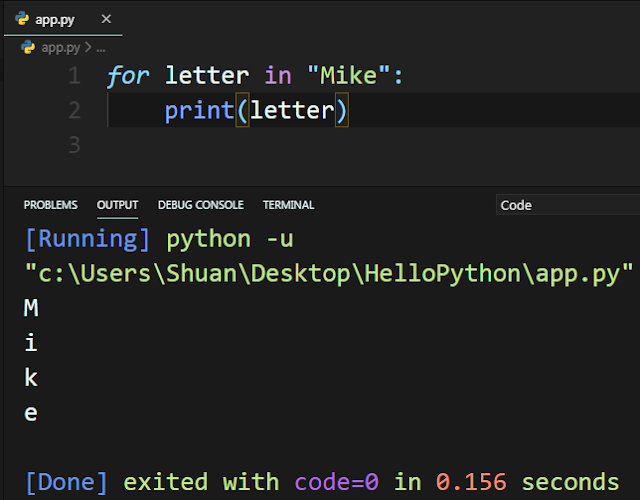 app.py ×
app.py > ...
1 for letter in "Mike":
2     print(letter)
3
PROBLEMS OUTPUT DEBUG CONSOLE TERMINAL Code
[Running] python -u
"c:\Users\Shuan\Desktop\HelloPython\app.py"
M
i
k
e
[Done] exited with code=0 in 0.156 seconds